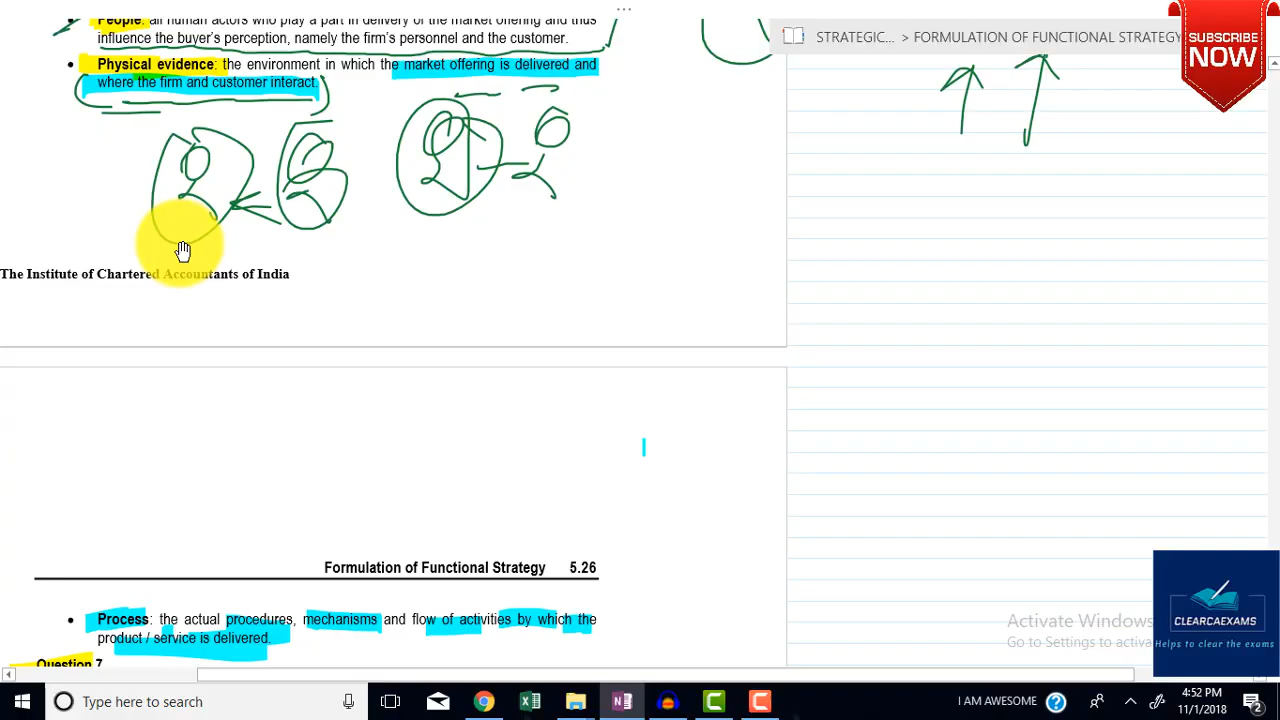 People: all human actors who play a part in delivery of the market offering and thus
influence the buyer's perception, namely the firm's personnel and the customer.
Physical evidence: the environment in which the market offering is delivered and
where the firm and customer interact.
The Institute of Chartered Accountants of India
Formulation of Functional Strategy 5.26
Process: the actual procedures, mechanisms and flow of activities by which the
product / service is delivered.
Question 7
STRATEGIC... > FORMULATION OF FUNCTIONAL STRATEGY
SUBSCRIBE
NOW
Activate Windows
Go to Settings to activa
CLEARCAEXAMS
Helps to clear the exams
Type here to search
I AM AWESOME
4:52 PM
11/1/2018
2